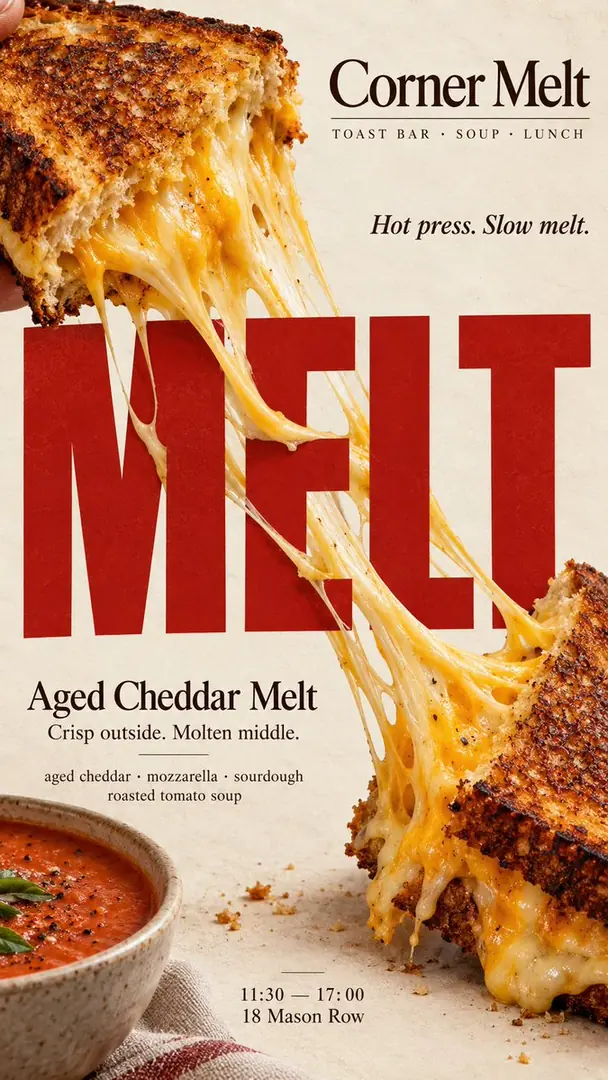 Corner Melt
TOAST BAR · SOUP · LUNCH
Hot press. Slow melt.
MELT
Aged Cheddar Melt
Crisp outside. Molten middle.
aged cheddar · mozzarella · sourdough
roasted tomato soup
11:30 — 17:00
18 Mason Row